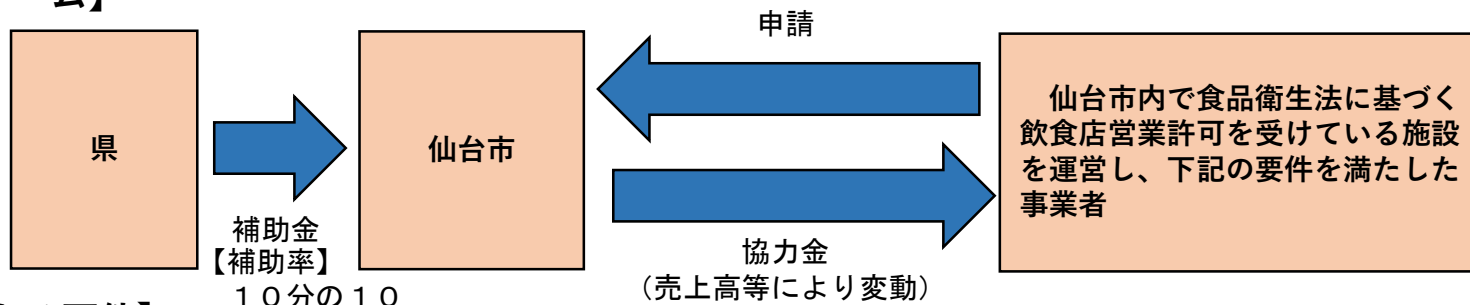 ム】
申請
県
仙台市
仙台市内で食品衛生法に基づく
飲食店営業許可を受けている施設
を運営し、下記の要件を満たした
事業者
補助金
【補助率】
１０分の１０
協力金
（売上高等により変動）